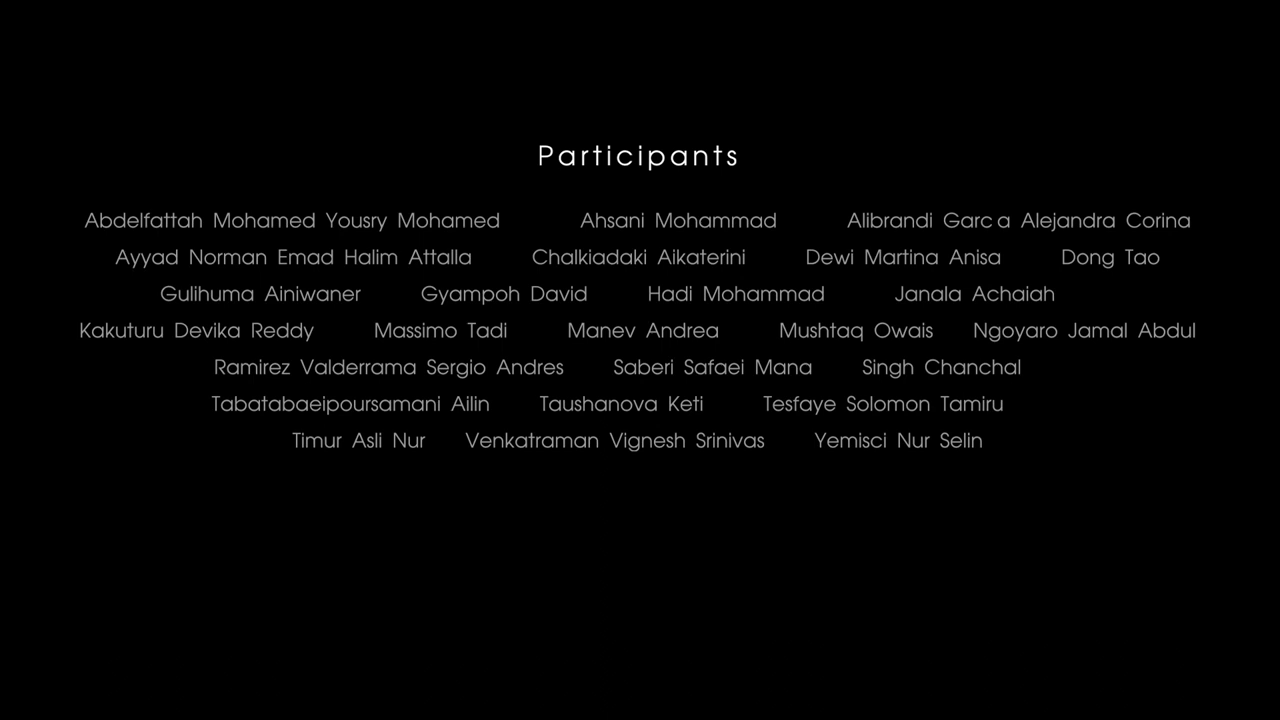 Participants
Abdelfattah Mohamed Yousry Mohamed Ahsani Mohammad Alibrandi Garc a Alejandra Corina
Ayyad Norman Emad Halim Attalla Chalkiadaki Aikaterini Dewi Martina Anisa Dong Tao
Gulihuma Ainiwaner Gyampoh David Hadi Mohammad Janala Achaiah
Kakuturu Devika Reddy Massimo Tadi Manev Andrea Mushtaq Owais Ngoyaro Jamal Abdul
Ramirez Valderrama Sergio Andres Saberi Safaei Mana Singh Chanchal
Tabatabaeipoursamani Ailin Taushanova Keti Tesfaye Solomon Tamiru
Timur Asli Nur Venkatraman Vignesh Srinivas Yemisci Nur Selin